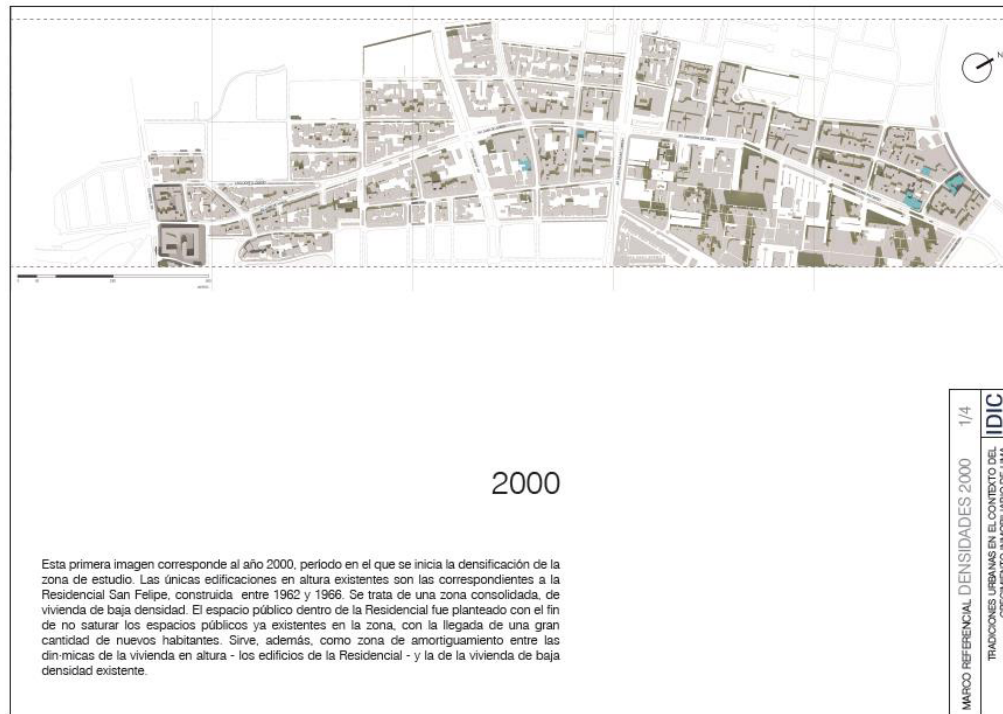 N
2000
Esta primera imagen corresponde al año 2000, período en el que se inicia la densificación de la
zona de estudio. Las únicas edificaciones en altura existentes son las correspondientes a la
Residencial San Felipe, construida entre 1962 y 1966. Se trata de una zona consolidada, de
vivienda de baja densidad. El espacio público dentro de la Residencial fue planteado con el fin
de no saturar los espacios públicos ya existentes en la zona, con la llegada de una gran
cantidad de nuevos habitantes. Sirve, además, como zona de amortiguamiento entre las
din·micas de la vivienda en altura - los edificios de la Residencial - y la de la vivienda de baja
densidad existente.
MARCO REFERENCIAL DENSIDADES 2000 1/4
IDIC
TRADICIONES URBANAS EN EL CONTEXTO DEL
CRECIMIENTO INMOBILIARIO DE LIMA